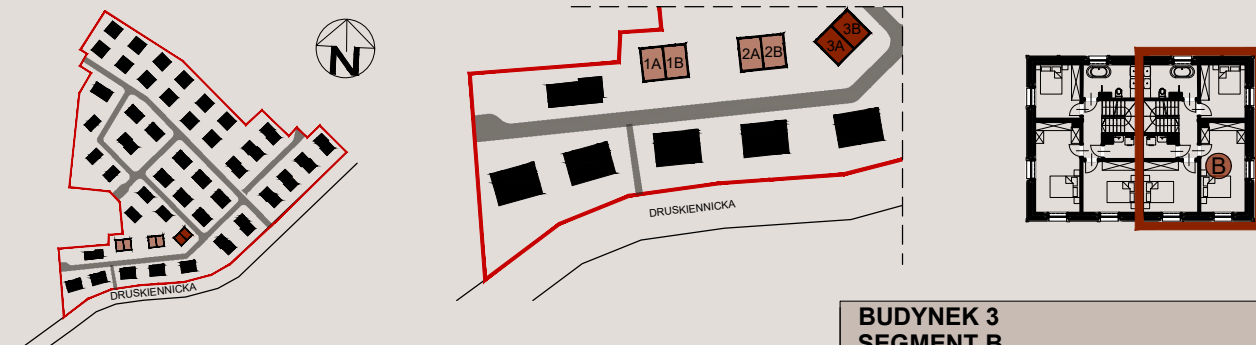 N
DRUSKIENNICKA
1A 1B
2A 2B
3A 3B
DRUSKIENNICKA
B
BUDYNEK 3
SEGMENT B